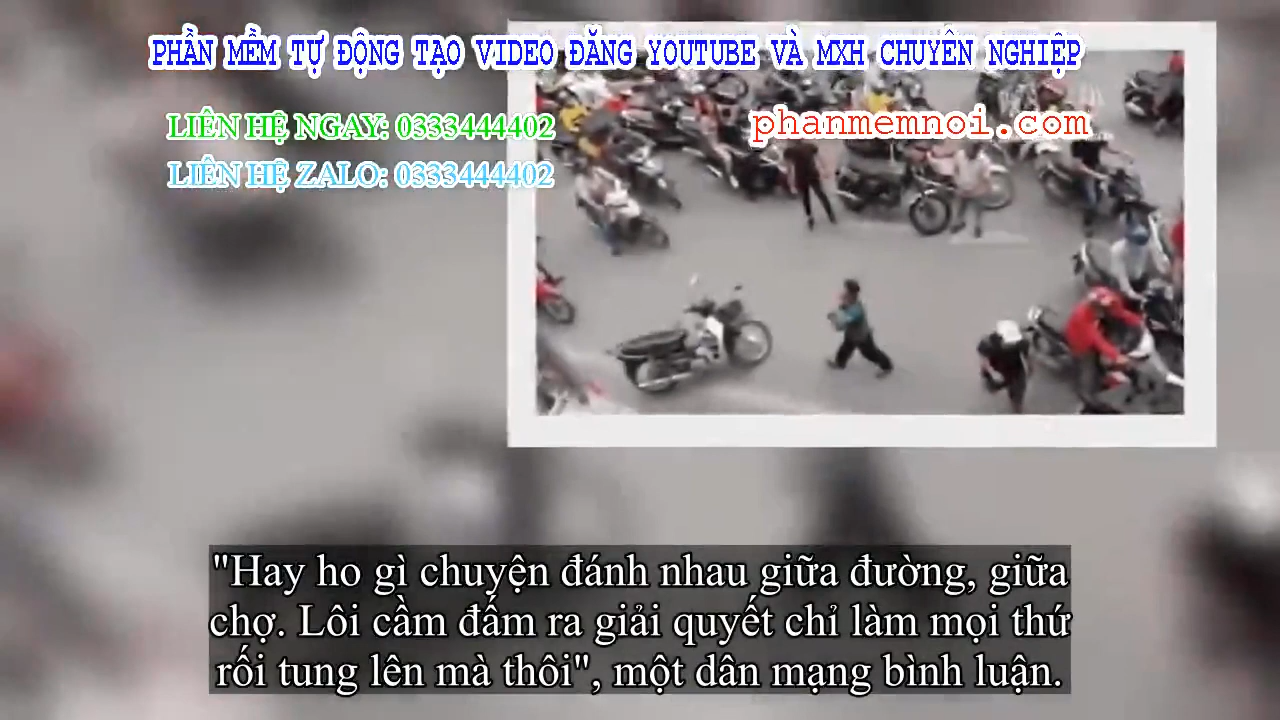 PHẦN MỀM TỰ ĐỘNG TẠO VIDEO ĐĂNG YOUTUBE VÀ MXH CHUYÊN NGHIỆP
LIÊN HỆ NGAY: 0333444402
phanmemnoi.com
LIÊN HỆ ZALO: 0333444402
"Hay ho gì chuyện đánh nhau giữa đường, giữa
chợ. Lôi cầm đấm ra giải quyết chỉ làm mọi thứ
rối tung lên mà thôi", một dân mạng bình luận.